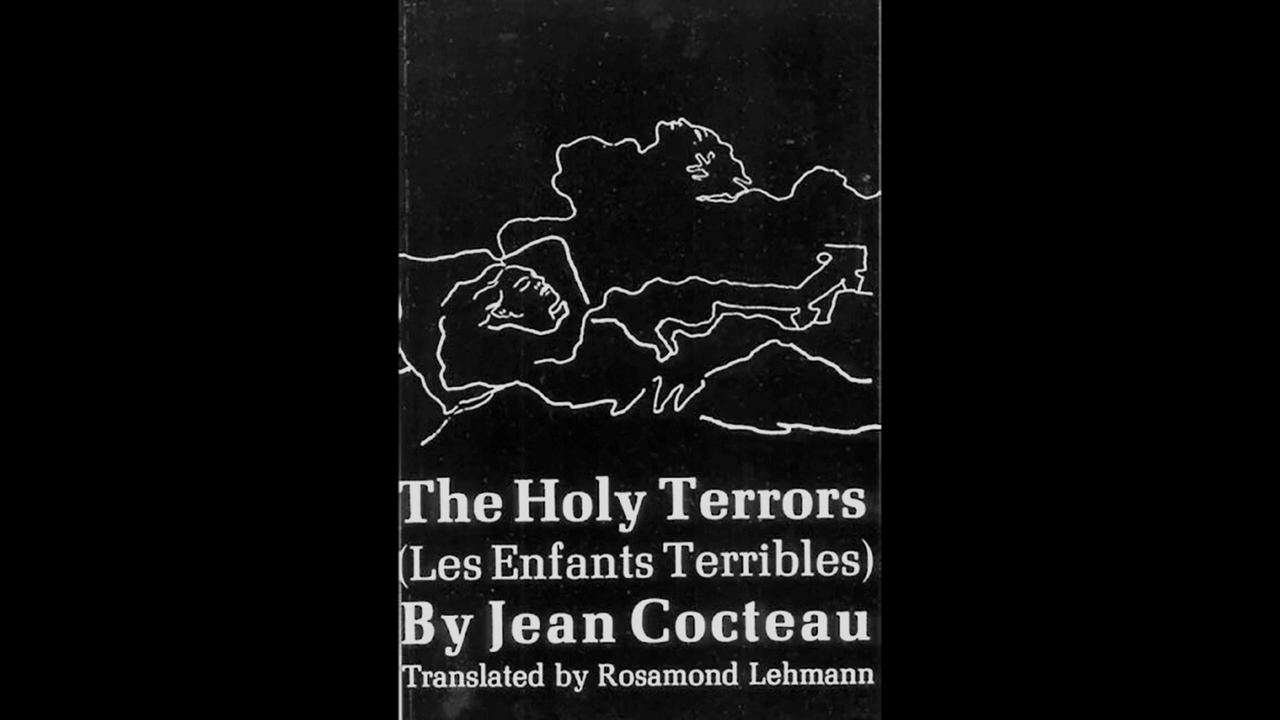 The Holy Terrors
(Les Enfants Terribles)
By Jean Cocteau
Translated by Rosamond Lehmann